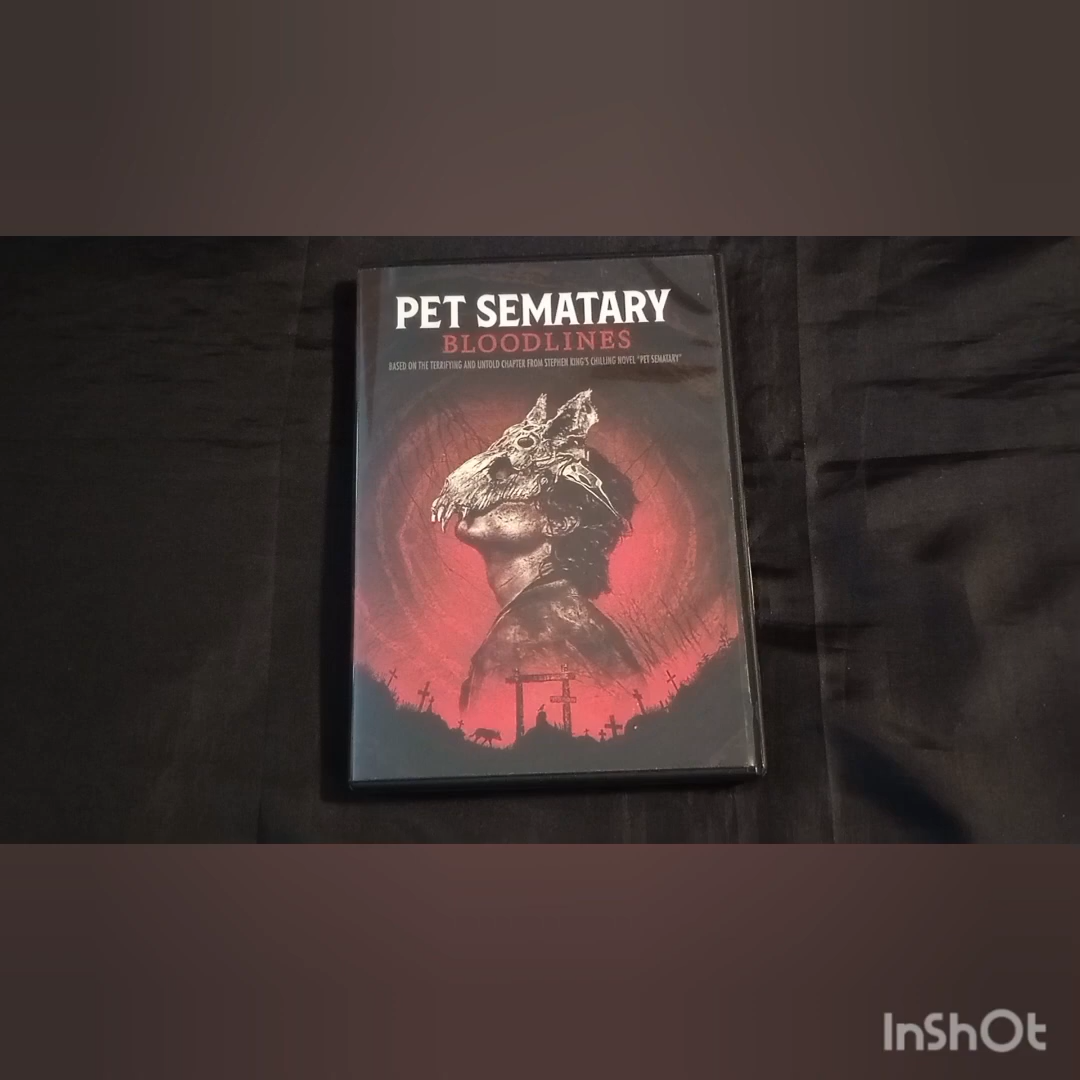 PET SEMATARY
BLOODLINES
BASED ON THE TERRIFYING AND UNTOLD CHAPTER FROM STEPHEN KING'S CHILLING NOVEL "PET SEMATARY"
InShOt